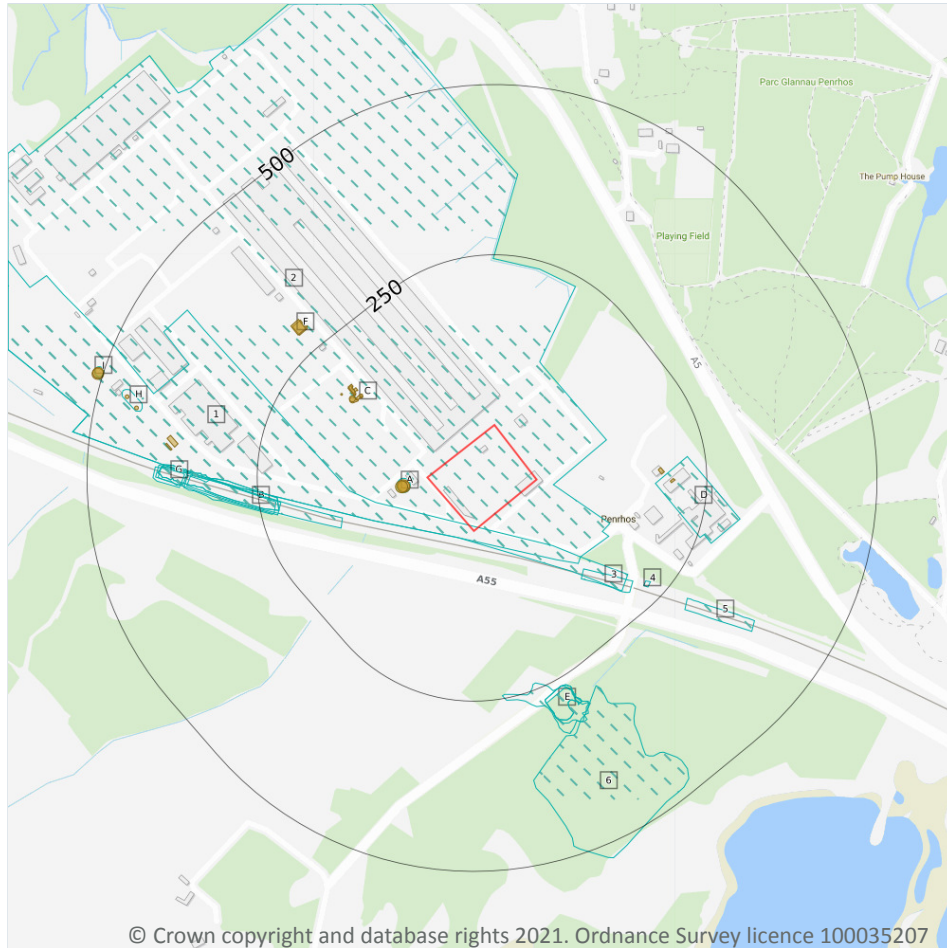 Parc Glannau Penrhos
500
The Pump House
Playing Field
2
250
F
A5
J
C
H
1
G
A
B
D
Penrhos
3
4
A55
5
E
6
© Crown copyright and database rights 2021. Ordnance Survey licence 100035207